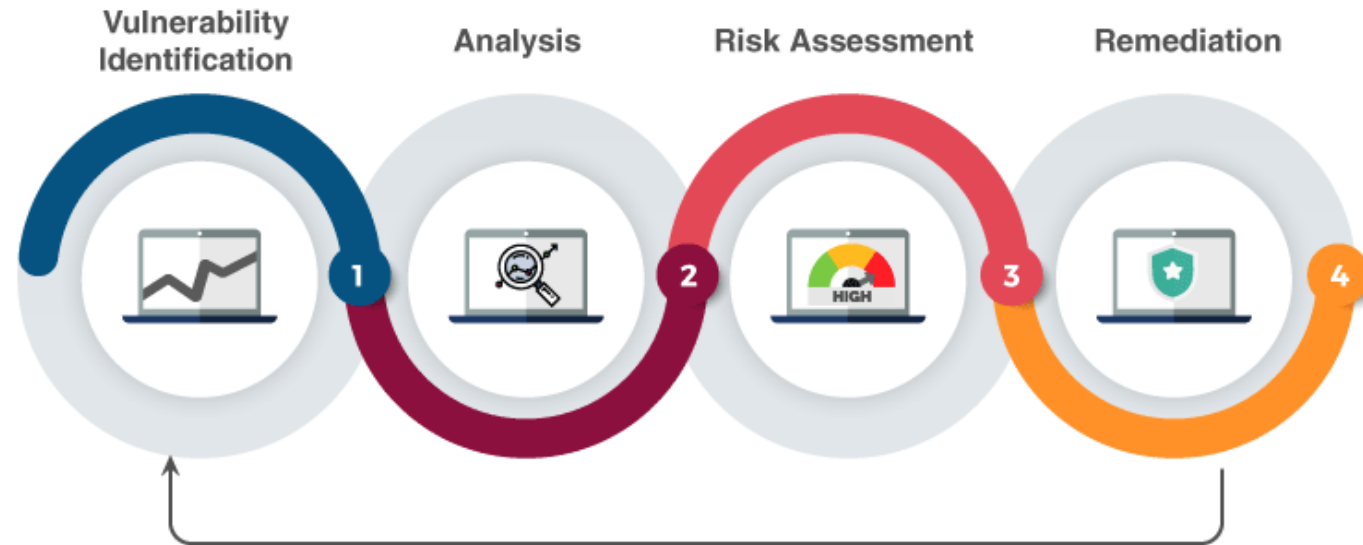 Vulnerability
Identification
Analysis
Risk Assessment
Remediation
1
2
3
4
HIGH